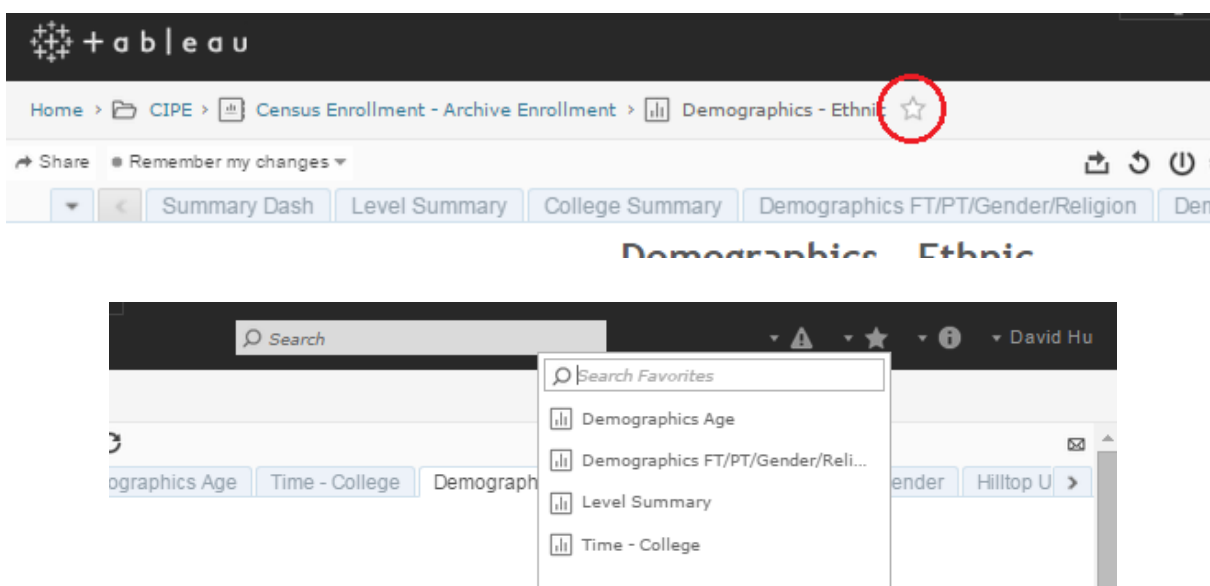 +ableau
Home > CIPE > Census Enrollment - Archive Enrollment > Demographics - Ethnic
Share Remember my changes
Summary Dash Level Summary College Summary Demographics FT/PT/Gender/Religion Dem
Demographics Ethnic
Search David Hu
Search Favorites
Demographics Age
Demographics FT/PT/Gender/Reli...
ographics Age Time - College Demograph ender Hilltop U
Level Summary
Time - College